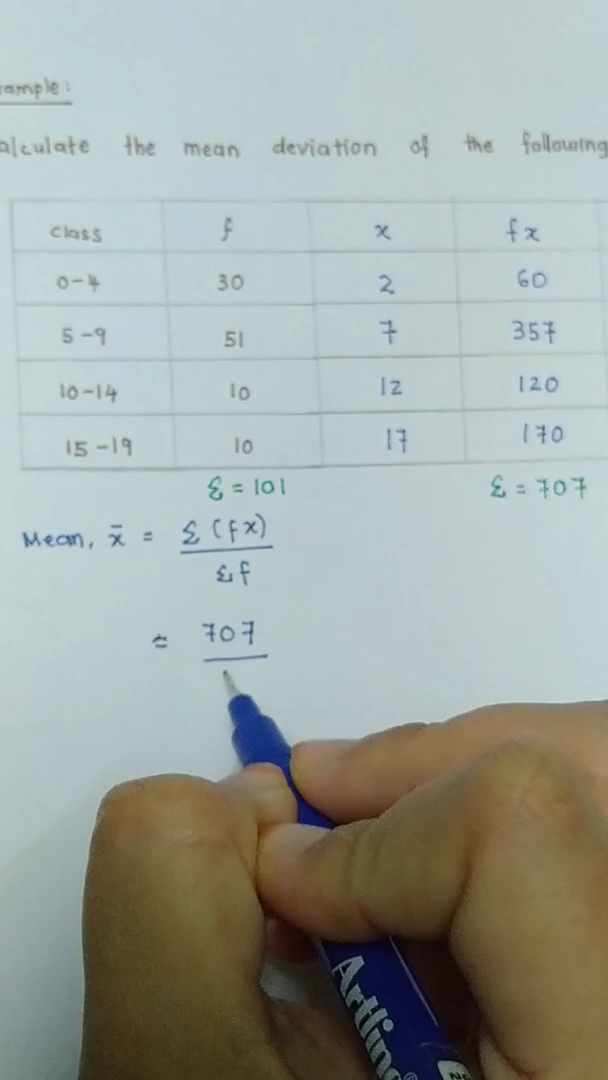 ample:
alculate the mean deviation of the following
class f x fx
0-4 30 2 60
5-9 51 7 357
10-14 10 12 120
15-19 10 17 170
Σ = 101 Σ = 707
Mean, x̄ = Σ(fx)
Σf
= 707
Artline